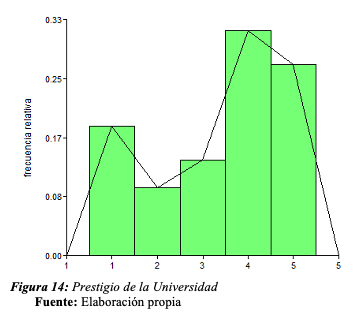 0.33
0.25
0.17
0.08
0.00
frecuencia relativa
1 1 2 3 4 5 5
Figura 14: Prestigio de la Universidad
Fuente: Elaboración propia